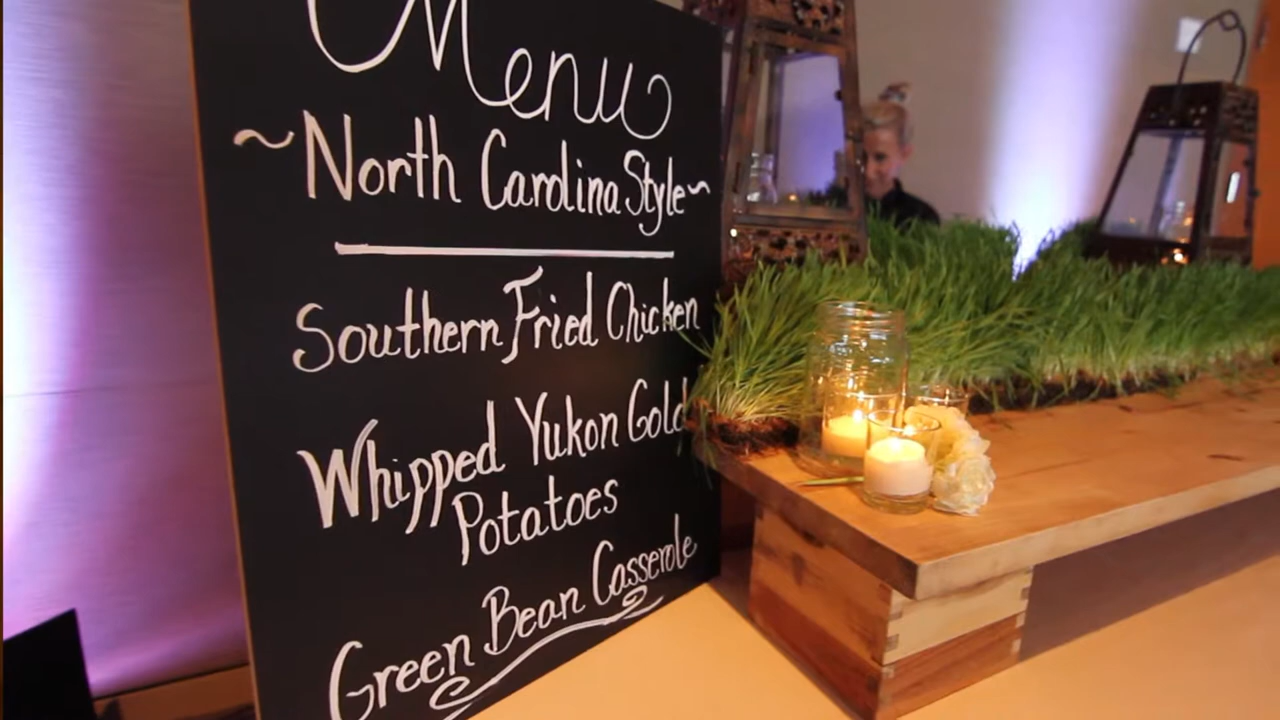 Menu
~North Carolina Style~
Southern Fried Chicken
Whipped Yukon Gold
Potatoes
Green Bean Casserole